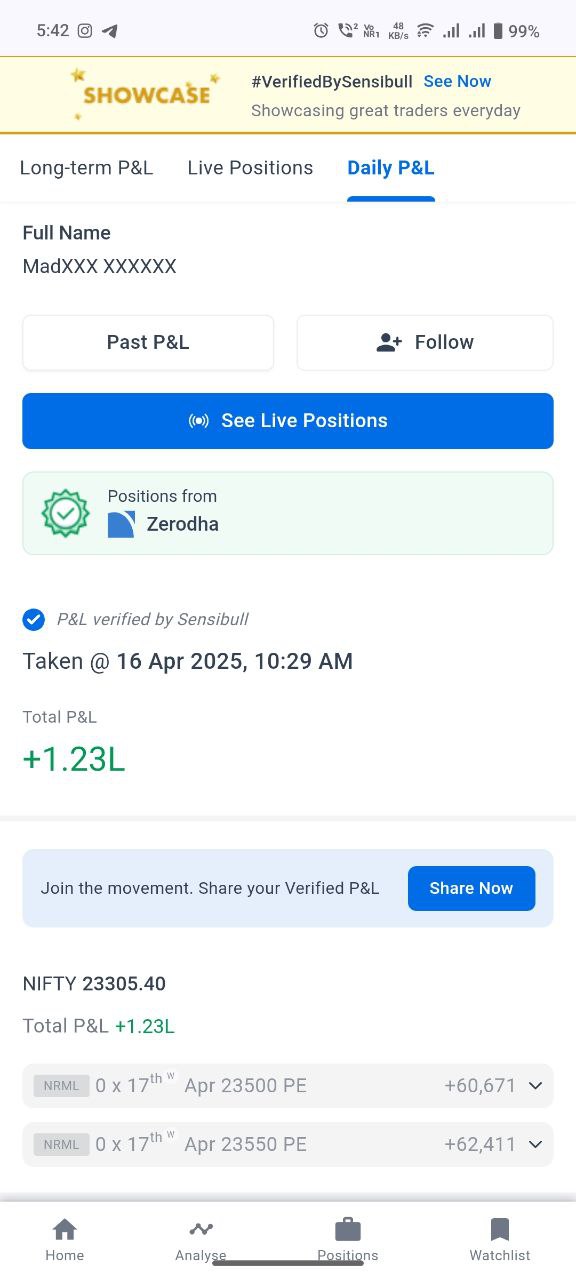 5:42
Vo
NR1
48
KB/s
99%
SHOWCASE
#VerifiedBySensibull See Now
Showcasing great traders everyday
Long-term P&L Live Positions Daily P&L
Full Name
MadXXX XXXXXX
Past P&L Follow
See Live Positions
Positions from
Zerodha
P&L verified by Sensibull
Taken @ 16 Apr 2025, 10:29 AM
Total P&L
+1.23L
Join the movement. Share your Verified P&L Share Now
NIFTY 23305.40
Total P&L +1.23L
NRML 0 x 17th W Apr 23500 PE +60,671
NRML 0 x 17th W Apr 23550 PE +62,411
Home Analyse Positions Watchlist